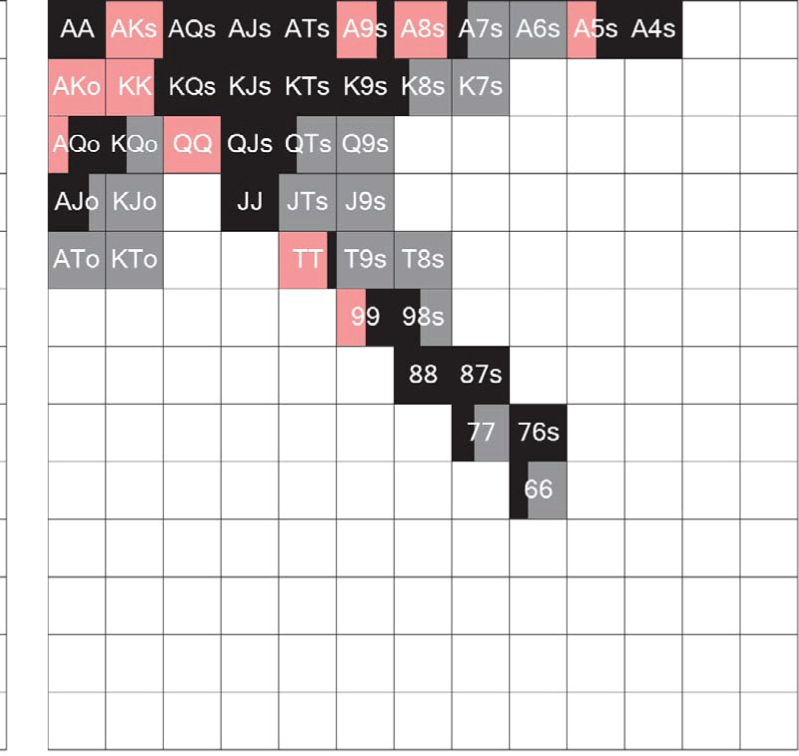 AA AKs AQs AJs ATs A9s A8s A7s A6s A5s A4s
AKo KK KQs KJs KTs K9s K8s K7s
AQo KQo QQ QJs QTs Q9s
AJo KJo JJ JTs J9s
ATo KTo TT T9s T8s
99 98s
88 87s
77 76s
66